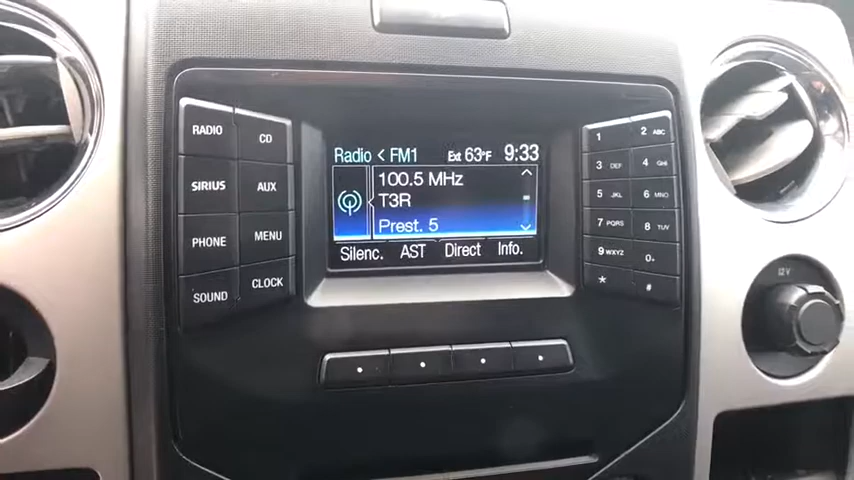 RADIO
CD
SIRIUS
AUX
PHONE
MENU
SOUND
CLOCK
Radio < FM1 Ext 63°F 9:33
100.5 MHz
T3R
Prest. 5
Silenc. AST Direct Info.
1 2 ABC
3 DEF 4 GHI
5 JKL 6 MNO
7 PQRS 8 TUV
9 WXYZ 0
* #
12V